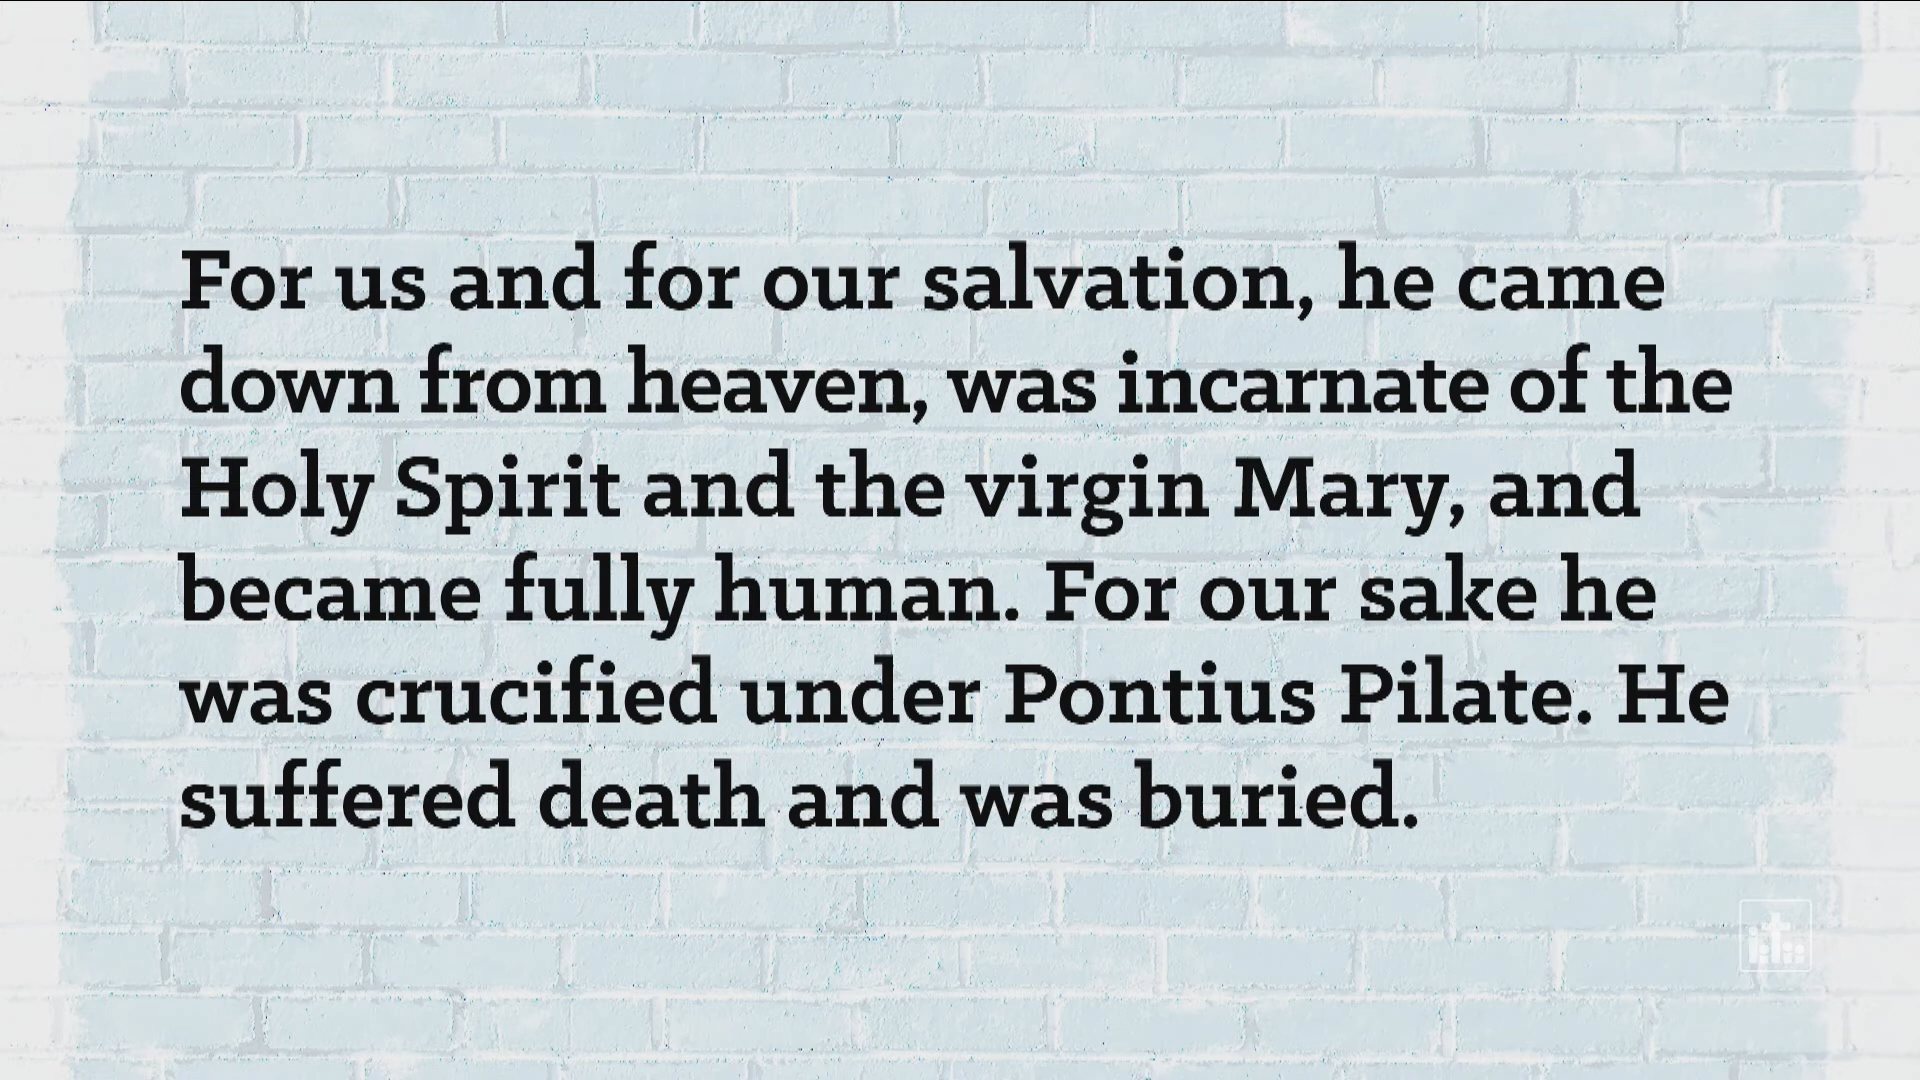 For us and for our salvation, he came
down from heaven, was incarnate of the
Holy Spirit and the virgin Mary, and
became fully human. For our sake he
was crucified under Pontius Pilate. He
suffered death and was buried.